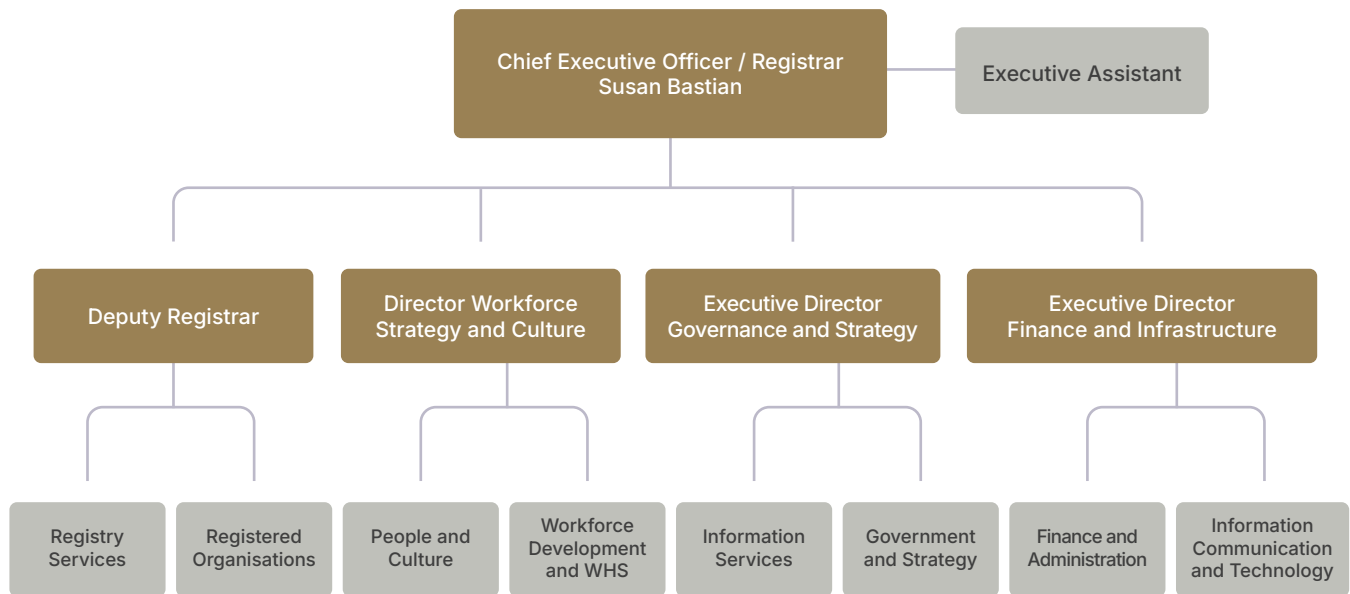 Chief Executive Officer / Registrar
Susan Bastian
Executive Assistant
Deputy Registrar
Director Workforce
Strategy and Culture
Executive Director
Governance and Strategy
Executive Director
Finance and Infrastructure
Registry
Services
Registered
Organisations
People and
Culture
Workforce
Development
and WHS
Information
Services
Government
and Strategy
Finance and
Administration
Information
Communication
and Technology